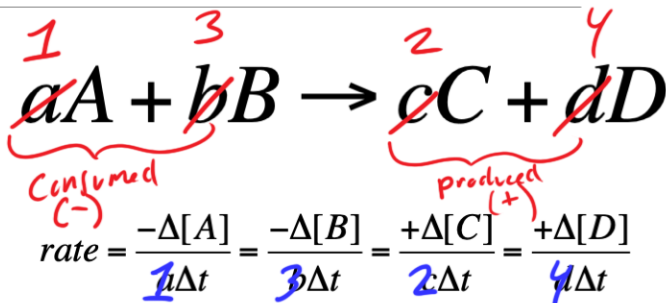 1 3 2 4
aA + bB → cC + dD
Consumed produced
(-) (+)
rate = -Δ[A] / aΔt = -Δ[B] / bΔt = +Δ[C] / cΔt = +Δ[D] / dΔt
1 3 2 4